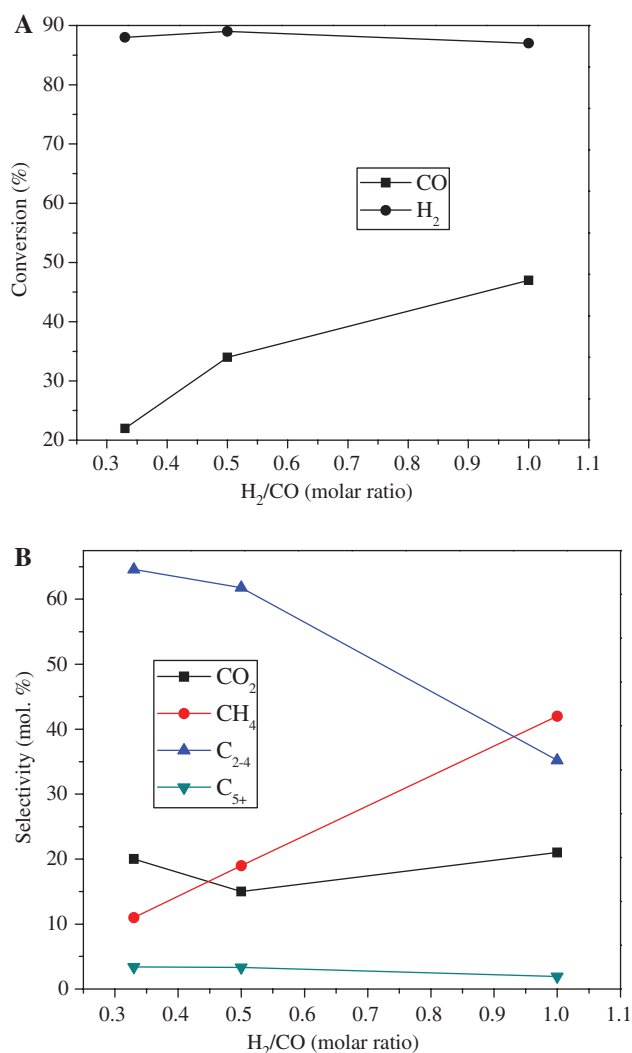 A
90
80
70
60
50
40
30
20
Conversion (%)
CO
H2
0.3 0.4 0.5 0.6 0.7 0.8 0.9 1.0 1.1
H2/CO (molar ratio)
B
60
50
40
30
20
10
0
Selectivity (mol. %)
CO2
CH4
C2-4
C5+
0.3 0.4 0.5 0.6 0.7 0.8 0.9 1.0 1.1
H2/CO (molar ratio)